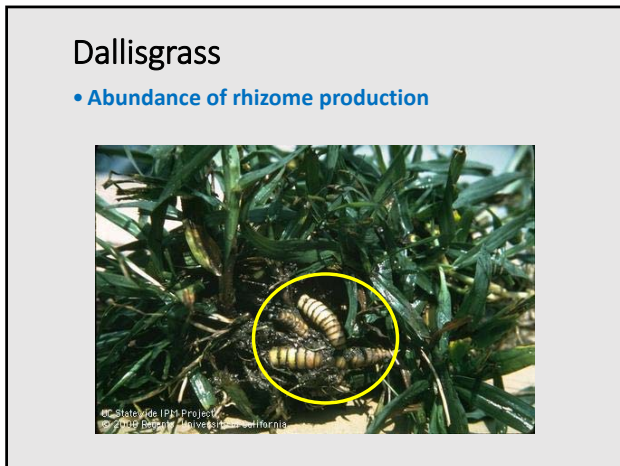 Dallisgrass
• Abundance of rhizome production
UC Statewide IPM Project
© 2000 Regents, University of California